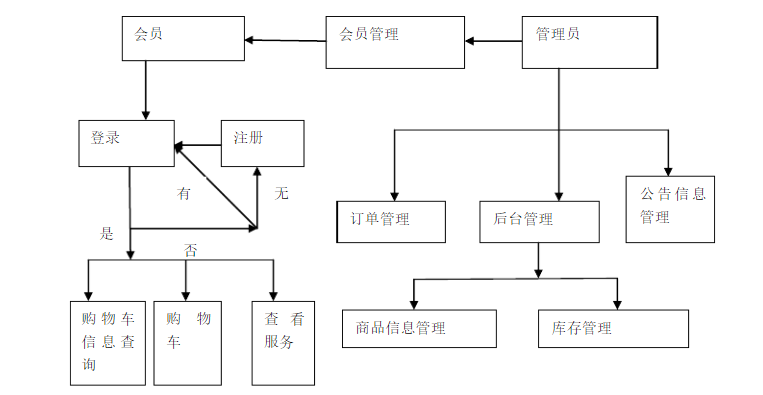 会员
会员管理
管理员
登录
注册
有
无
是
否
订单管理
后台管理
公告信息
管理
购物车
信息查
询
购物
车
查看
服务
商品信息管理
库存管理